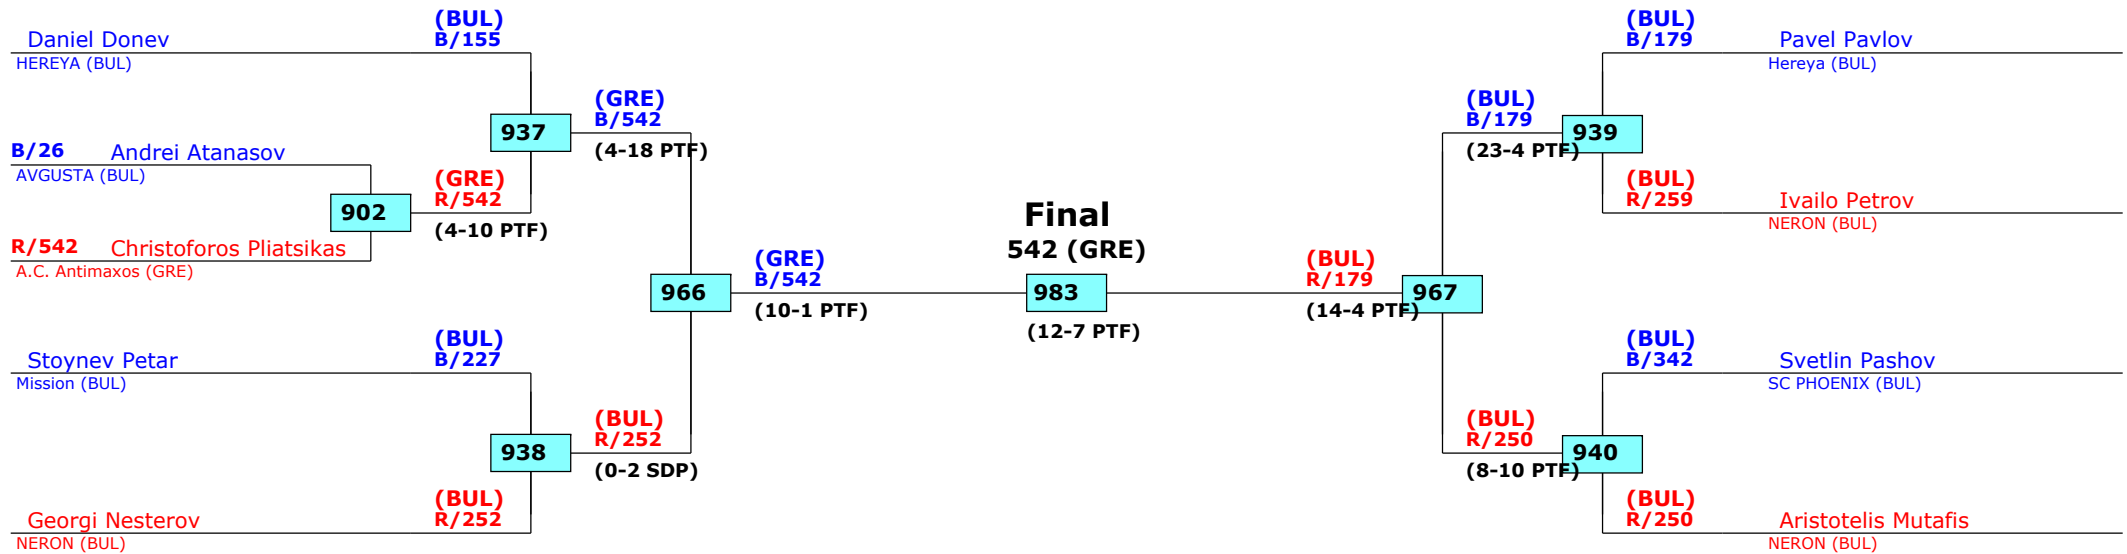 (BUL)
Daniel Donev B/155
HEREYA (BUL)
(GRE)
B/542
937
(4-18 PTF)
B/26 Andrei Atanasov
AVGUSTA (BUL)
(GRE)
R/542
902
(4-10 PTF)
R/542 Christoforos Pliatsikas
A.C. Antimaxos (GRE)
(GRE)
B/542
966
(10-1 PTF)
(BUL)
Stoynev Petar B/227
Mission (BUL)
(BUL)
R/252
938
(0-2 SDP)
(BUL)
Georgi Nesterov R/252
NERON (BUL)
Final
542 (GRE)
983
(12-7 PTF)
(BUL)
B/179 Pavel Pavlov
Hereya (BUL)
(BUL)
B/179
939
(23-4 PTF)
(BUL)
R/259 Ivailo Petrov
NERON (BUL)
(BUL)
R/179
967
(14-4 PTF)
(BUL)
B/342 Svetlin Pashov
SC PHOENIX (BUL)
(BUL)
R/250
940
(8-10 PTF)
(BUL)
R/250 Aristotelis Mutafis
NERON (BUL)